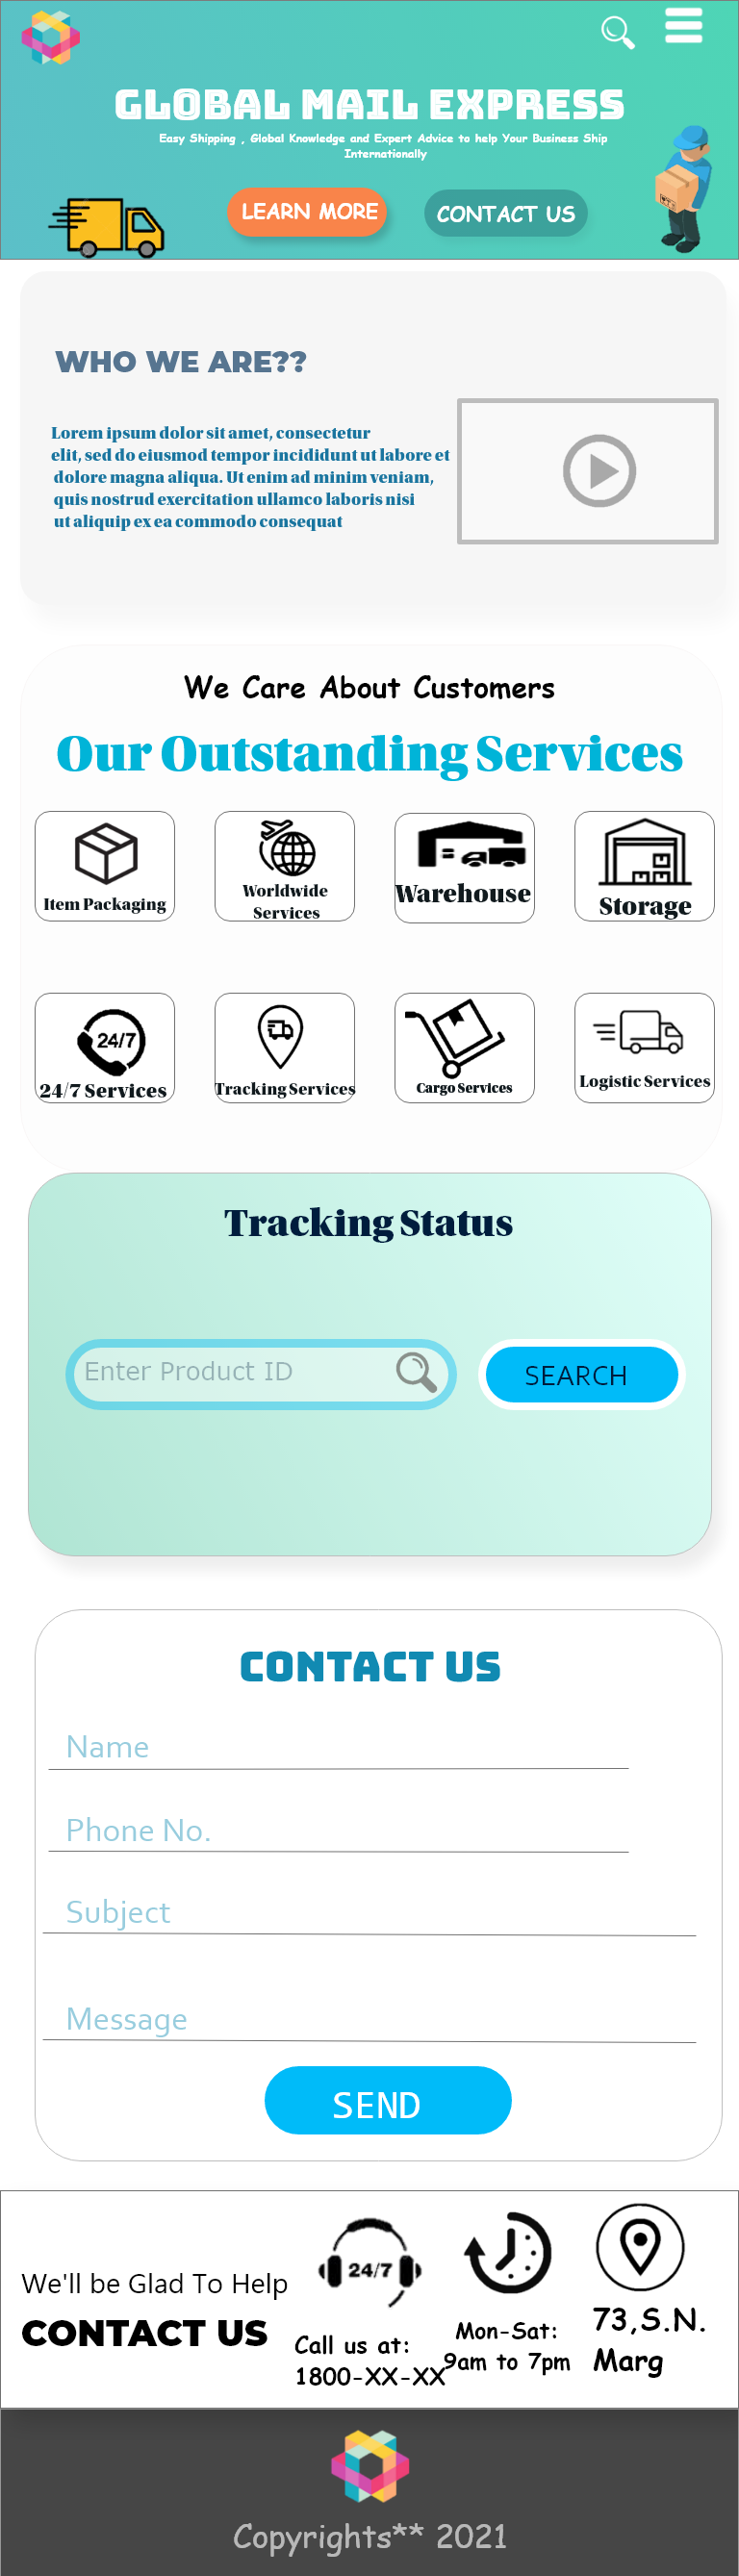 GLOBAL MAIL EXPRESS
Easy Shipping , Global Knowledge and Expert Advice to help Your Business Ship
Internationally
LEARN MORE
CONTACT US
WHO WE ARE??
Lorem ipsum dolor sit amet, consectetur
elit, sed do eiusmod tempor incididunt ut labore et
dolore magna aliqua. Ut enim ad minim veniam,
quis nostrud exercitation ullamco laboris nisi
ut aliquip ex ea commodo consequat
We Care About Customers
Our Outstanding Services
Item Packaging
Worldwide
Services
Warehouse
Storage
24/7
24/7 Services
Tracking Services
Cargo Services
Logistic Services
Tracking Status
Enter Product ID
SEARCH
CONTACT US
Name
Phone No.
Subject
Message
SEND
We'll be Glad To Help
CONTACT US
24/7
Call us at:
1800-XX-XX
Mon-Sat:
9am to 7pm
73,S.N.
Marg
Copyrights** 2021